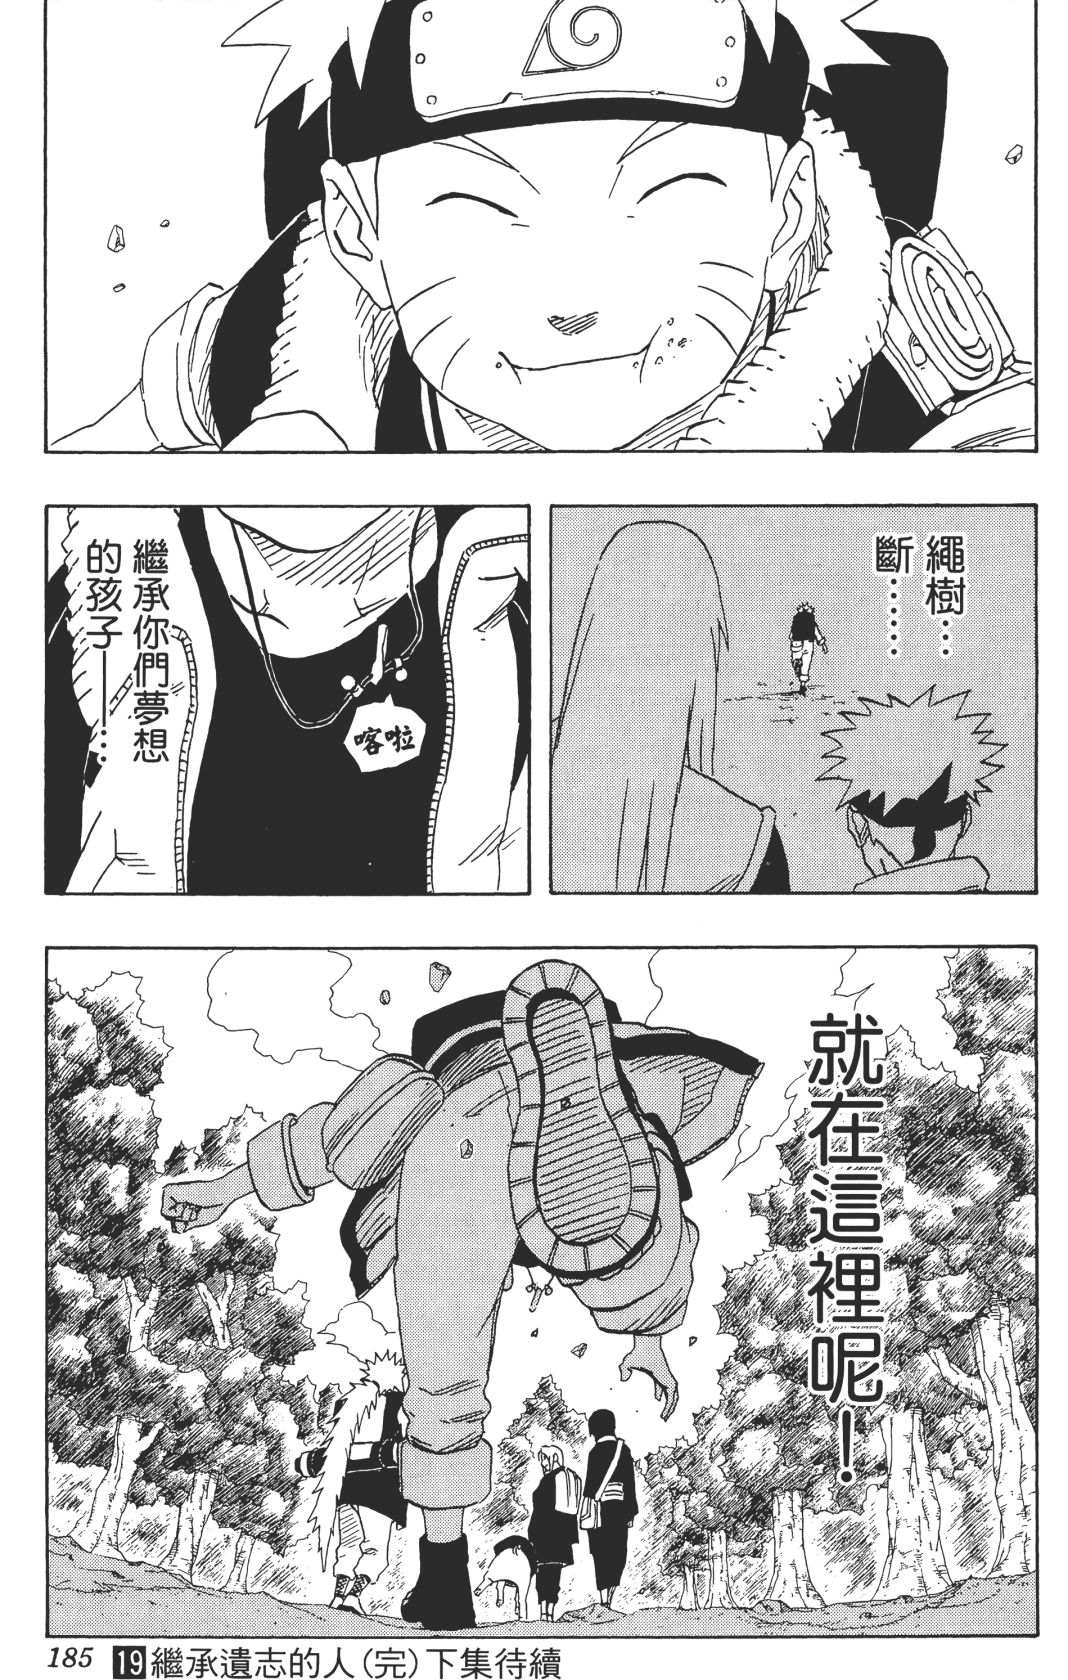 繩樹…
斷……
繼承你們夢想
的孩子——…
喀啦
就在這裡呢！
185 19繼承遺志的人(完)下集待續